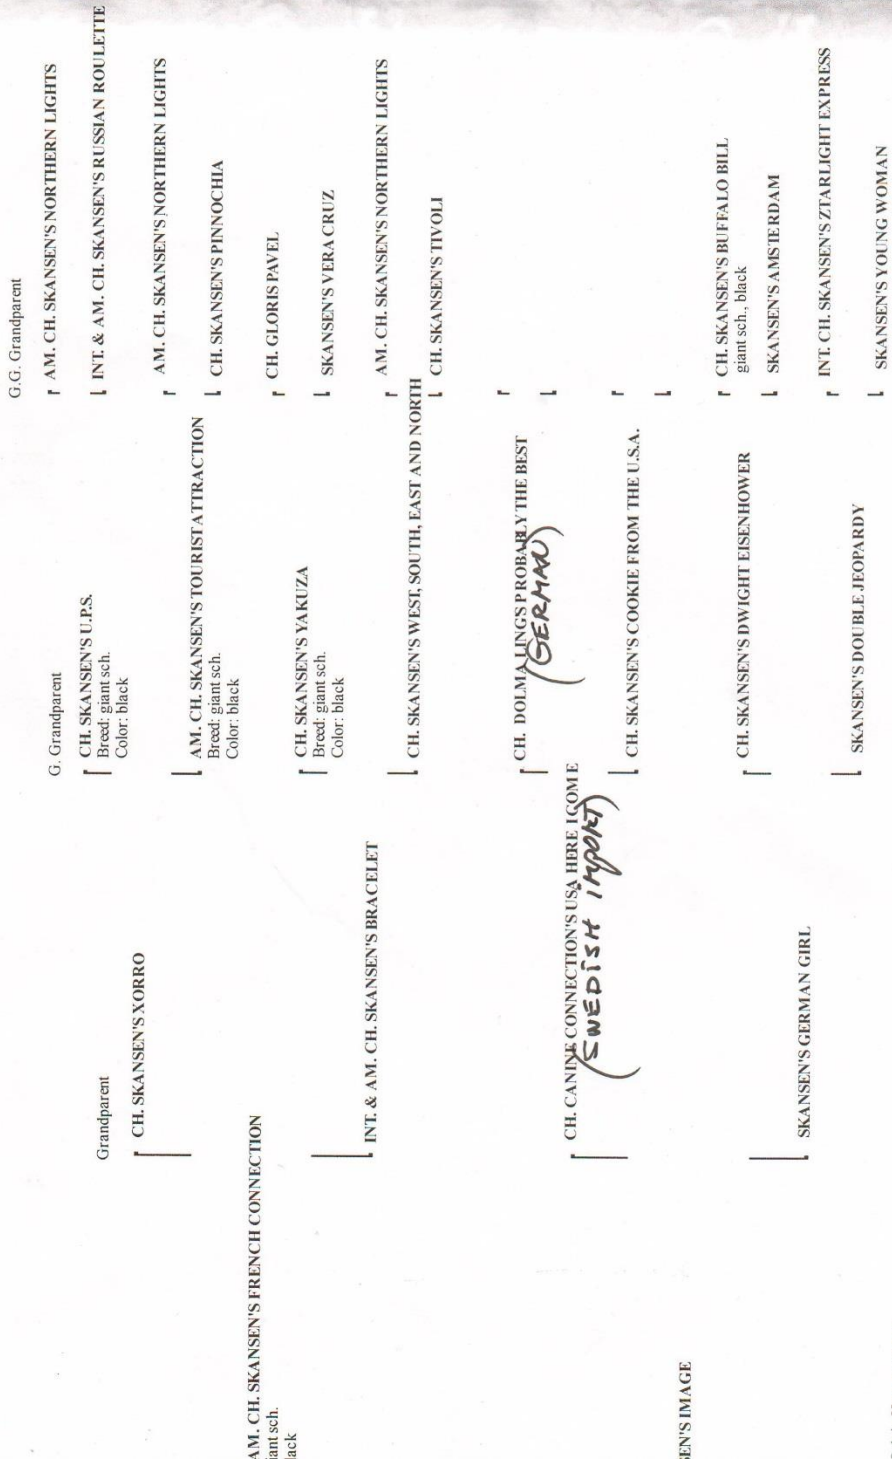 G.G. Grandparent
G. Grandparent
Grandparent
AM. CH. SKANSEN'S NORTHERN LIGHTS
CH. SKANSEN'S U.P.S.
Breed: giant sch.
Color: black
INT. & AM. CH. SKANSEN'S RUSSIAN ROULETTE
CH. SKANSEN'S XORRO
AM. CH. SKANSEN'S NORTHERN LIGHTS
AM. CH. SKANSEN'S TOURIST ATTRACTION
Breed: giant sch.
Color: black
CH. SKANSEN'S PINNOCHIA
AM. CH. SKANSEN'S FRENCH CONNECTION
giant sch.
black
CH. GLORIS PAVEL
CH. SKANSEN'S YAKUZA
Breed: giant sch.
Color: black
SKANSEN'S VERA CRUZ
INT. & AM. CH. SKANSEN'S BRACELET
AM. CH. SKANSEN'S NORTHERN LIGHTS
CH. SKANSEN'S WEST, SOUTH, EAST AND NORTH
CH. SKANSEN'S TIVOLI
CH. DOLMA LING'S PROBABLY THE BEST
(GERMAN)
CH. CANINE CONNECTION'S USA HERE I COM E
(SWEDISH IMPORT)
CH. SKANSEN'S COOKIE FROM THE U.S.A.
SEN'S IMAGE
CH. SKANSEN'S BUFFALO BILL
giant sch., black
CH. SKANSEN'S DWIGHT EISENHOWER
SKANSEN'S AMSTERDAM
SKANSEN'S GERMAN GIRL
INT. CH. SKANSEN'S ZTARLIGHT EXPRESS
SKANSEN'S DOUBLE JEOPARDY
SKANSEN'S YOUNG WOMAN